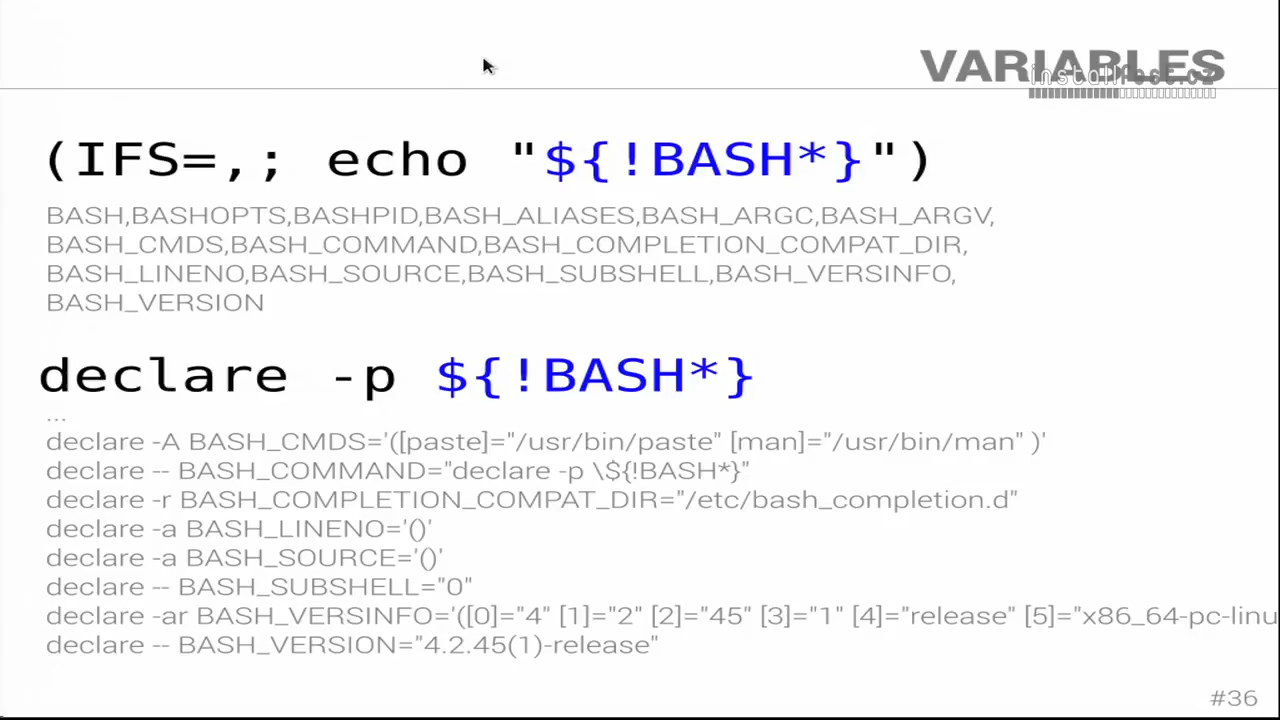 VARIABLES
installfest.cz
(IFS=,; echo "${!BASH*}")
BASH,BASHOPTS,BASHPID,BASH_ALIASES,BASH_ARGC,BASH_ARGV,
BASH_CMDS,BASH_COMMAND,BASH_COMPLETION_COMPAT_DIR,
BASH_LINENO,BASH_SOURCE,BASH_SUBSHELL,BASH_VERSINFO,
BASH_VERSION
declare -p ${!BASH*}
...
declare -A BASH_CMDS='([paste]="/usr/bin/paste" [man]="/usr/bin/man" )'
declare -- BASH_COMMAND="declare -p \${!BASH*}"
declare -r BASH_COMPLETION_COMPAT_DIR="/etc/bash_completion.d"
declare -a BASH_LINENO='()'
declare -a BASH_SOURCE='()'
declare -- BASH_SUBSHELL="0"
declare -ar BASH_VERSINFO='([0]="4" [1]="2" [2]="45" [3]="1" [4]="release" [5]="x86_64-pc-linu
declare -- BASH_VERSION="4.2.45(1)-release"
#36